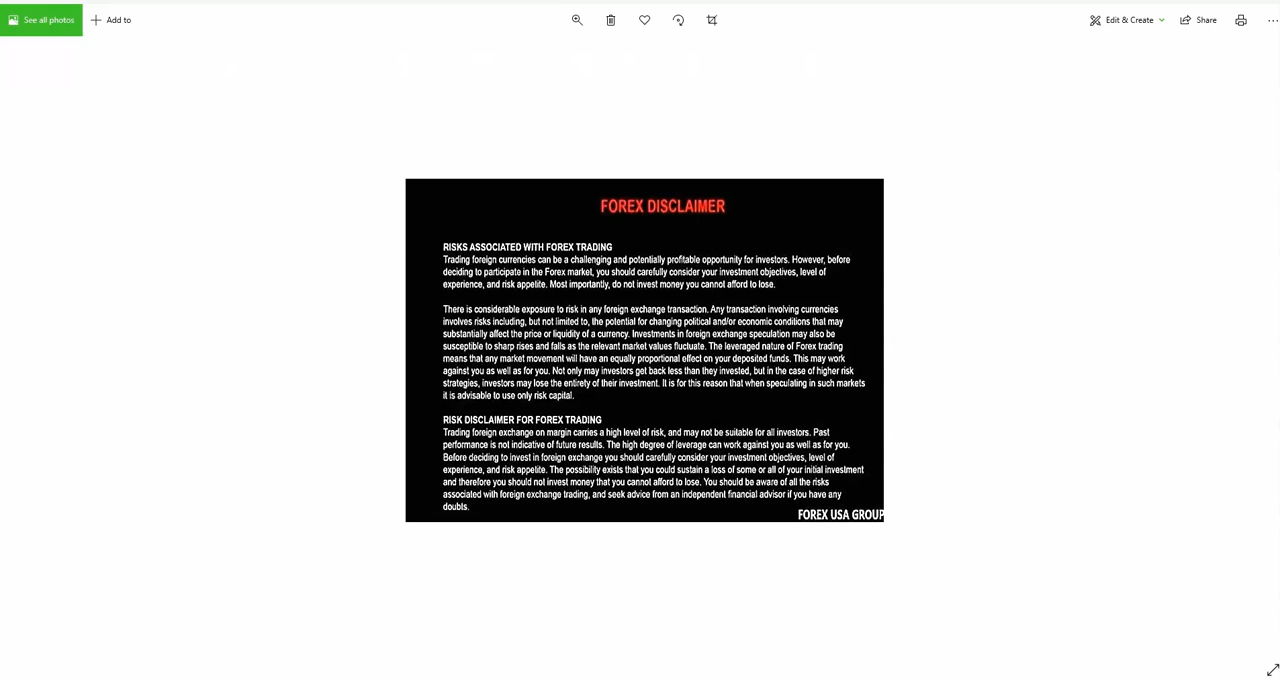 See all photos
Add to
Edit & Create
Share
FOREX DISCLAIMER
RISKS ASSOCIATED WITH FOREX TRADING
Trading foreign currencies can be a challenging and potentially profitable opportunity for investors. However, before
deciding to participate in the Forex market, you should carefully consider your investment objectives, level of
experience, and risk appetite. Most importantly, do not invest money you cannot afford to lose.
There is considerable exposure to risk in any foreign exchange transaction. Any transaction involving currencies
involves risks including, but not limited to, the potential for changing political and/or economic conditions that may
substantially affect the price or liquidity of a currency. Investments in foreign exchange speculation may also be
susceptible to sharp rises and falls as the relevant market values fluctuate. The leveraged nature of Forex trading
means that any market movement will have an equally proportional effect on your deposited funds. This may work
against you as well as for you. Not only may investors get back less than they invested, but in the case of higher risk
strategies, investors may lose the entirety of their investment. It is for this reason that when speculating in such markets
it is advisable to use only risk capital.
RISK DISCLAIMER FOR FOREX TRADING
Trading foreign exchange on margin carries a high level of risk, and may not be suitable for all investors. Past
performance is not indicative of future results. The high degree of leverage can work against you as well as for you.
Before deciding to invest in foreign exchange you should carefully consider your investment objectives, level of
experience, and risk appetite. The possibility exists that you could sustain a loss of some or all of your initial investment
and therefore you should not invest money that you cannot afford to lose. You should be aware of all the risks
associated with foreign exchange trading, and seek advice from an independent financial advisor if you have any
doubts.
FOREX USA GROUP